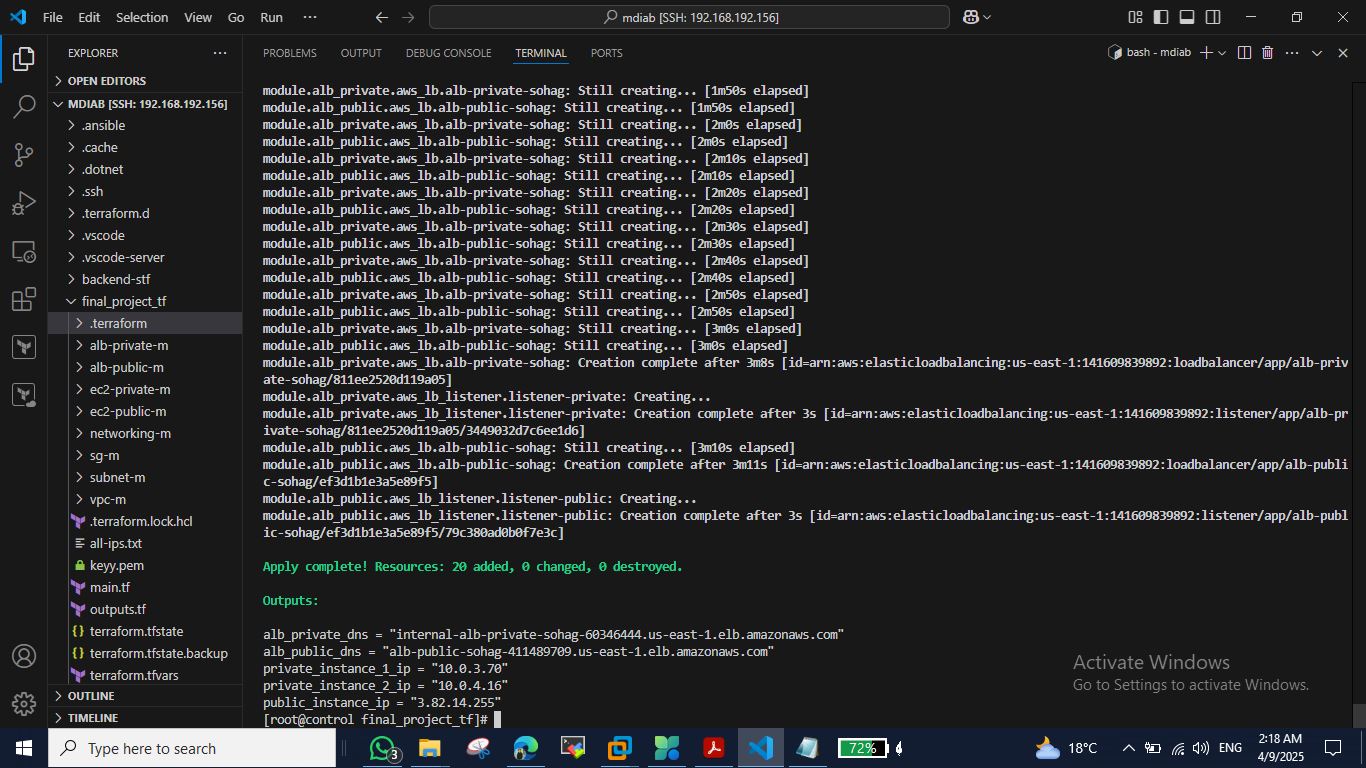 File Edit Selection View Go Run ··· mdiab [SSH: 192.168.192.156]
EXPLORER ···
OPEN EDITORS
MDIAB [SSH: 192.168.192.156]
.ansible
.cache
.dotnet
.ssh
.terraform.d
.vscode
.vscode-server
backend-stf
final_project_tf
.terraform
alb-private-m
alb-public-m
ec2-private-m
ec2-public-m
networking-m
sg-m
subnet-m
vpc-m
.terraform.lock.hcl
all-ips.txt
keyy.pem
main.tf
outputs.tf
{} terraform.tfstate
{} terraform.tfstate.backup
terraform.tfvars
OUTLINE
TIMELINE
PROBLEMS OUTPUT DEBUG CONSOLE TERMINAL PORTS bash - mdiab ···
module.alb_private.aws_lb.alb-private-sohag: Still creating... [1m50s elapsed]
module.alb_public.aws_lb.alb-public-sohag: Still creating... [1m50s elapsed]
module.alb_private.aws_lb.alb-private-sohag: Still creating... [2m0s elapsed]
module.alb_public.aws_lb.alb-public-sohag: Still creating... [2m0s elapsed]
module.alb_private.aws_lb.alb-private-sohag: Still creating... [2m10s elapsed]
module.alb_public.aws_lb.alb-public-sohag: Still creating... [2m10s elapsed]
module.alb_private.aws_lb.alb-private-sohag: Still creating... [2m20s elapsed]
module.alb_public.aws_lb.alb-public-sohag: Still creating... [2m20s elapsed]
module.alb_private.aws_lb.alb-private-sohag: Still creating... [2m30s elapsed]
module.alb_public.aws_lb.alb-public-sohag: Still creating... [2m30s elapsed]
module.alb_private.aws_lb.alb-private-sohag: Still creating... [2m40s elapsed]
module.alb_public.aws_lb.alb-public-sohag: Still creating... [2m40s elapsed]
module.alb_private.aws_lb.alb-private-sohag: Still creating... [2m50s elapsed]
module.alb_public.aws_lb.alb-public-sohag: Still creating... [2m50s elapsed]
module.alb_private.aws_lb.alb-private-sohag: Still creating... [3m0s elapsed]
module.alb_public.aws_lb.alb-public-sohag: Still creating... [3m0s elapsed]
module.alb_private.aws_lb.alb-private-sohag: Creation complete after 3m8s [id=arn:aws:elasticloadbalancing:us-east-1:141609839892:loadbalancer/app/alb-priv
ate-sohag/811ee2520d119a05]
module.alb_private.aws_lb_listener.listener-private: Creating...
module.alb_private.aws_lb_listener.listener-private: Creation complete after 3s [id=arn:aws:elasticloadbalancing:us-east-1:141609839892:listener/app/alb-pr
ivate-sohag/811ee2520d119a05/3449032d7c6ee1d6]
module.alb_public.aws_lb.alb-public-sohag: Still creating... [3m10s elapsed]
module.alb_public.aws_lb.alb-public-sohag: Creation complete after 3m11s [id=arn:aws:elasticloadbalancing:us-east-1:141609839892:loadbalancer/app/alb-publi
c-sohag/ef3d1b1e3a5e89f5]
module.alb_public.aws_lb_listener.listener-public: Creating...
module.alb_public.aws_lb_listener.listener-public: Creation complete after 3s [id=arn:aws:elasticloadbalancing:us-east-1:141609839892:listener/app/alb-publ
ic-sohag/ef3d1b1e3a5e89f5/79c380ad0b0f7e3c]
Apply complete! Resources: 20 added, 0 changed, 0 destroyed.
Outputs:
alb_private_dns = "internal-alb-private-sohag-60346444.us-east-1.elb.amazonaws.com"
alb_public_dns = "alb-public-sohag-411489709.us-east-1.elb.amazonaws.com"
private_instance_1_ip = "10.0.3.70"
private_instance_2_ip = "10.0.4.16"
public_instance_ip = "3.82.14.255"
[root@control final_project_tf]#
Activate Windows
Go to Settings to activate Windows.
Type here to search 3 72% 18°C ENG 2:18 AM
4/9/2025